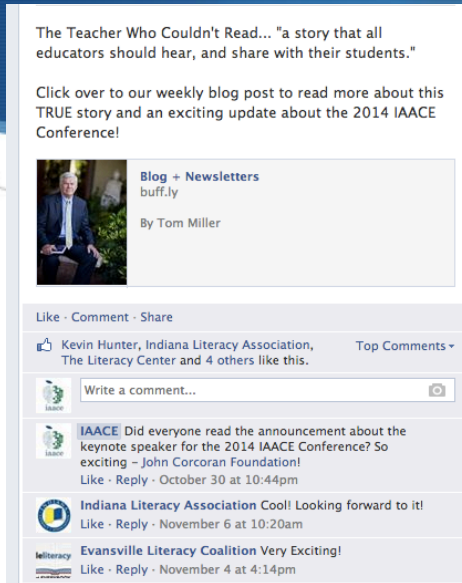 The Teacher Who Couldn't Read... "a story that all
educators should hear, and share with their students."
Click over to our weekly blog post to read more about this
TRUE story and an exciting update about the 2014 IAACE
Conference!
Blog + Newsletters
buff.ly
By Tom Miller
Like · Comment · Share
Kevin Hunter, Indiana Literacy Association,
The Literacy Center and 4 others like this.
Top Comments
Write a comment...
iaace
IAACE Did everyone read the announcement about the
keynote speaker for the 2014 IAACE Conference? So
exciting – John Corcoran Foundation!
Like · Reply · October 30 at 10:44pm
iaace
Indiana Literacy Association Cool! Looking forward to it!
Like · Reply · November 6 at 10:20am
INDIANA
leliteracy
Evansville Literacy Coalition Very Exciting!
Like · Reply · November 4 at 4:14pm